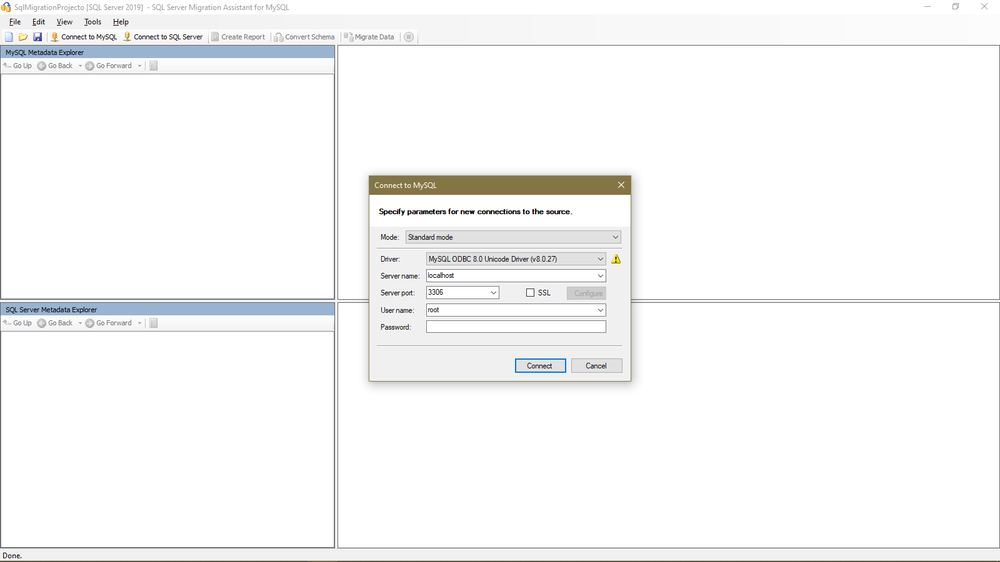 SqlMigrationProjecto [SQL Server 2019] - SQL Server Migration Assistant for MySQL
File Edit View Tools Help
Connect to MySQL Connect to SQL Server Create Report Convert Schema Migrate Data
MySQL Metadata Explorer
Go Up Go Back Go Forward
Connect to MySQL
Specify parameters for new connections to the source.
Mode: Standard mode
Driver: MySQL ODBC 8.0 Unicode Driver (v8.0.27)
Server name: localhost
Server port: 3306 SSL Configure
User name: root
Password:
Connect Cancel
SQL Server Metadata Explorer
Go Up Go Back Go Forward
Done.